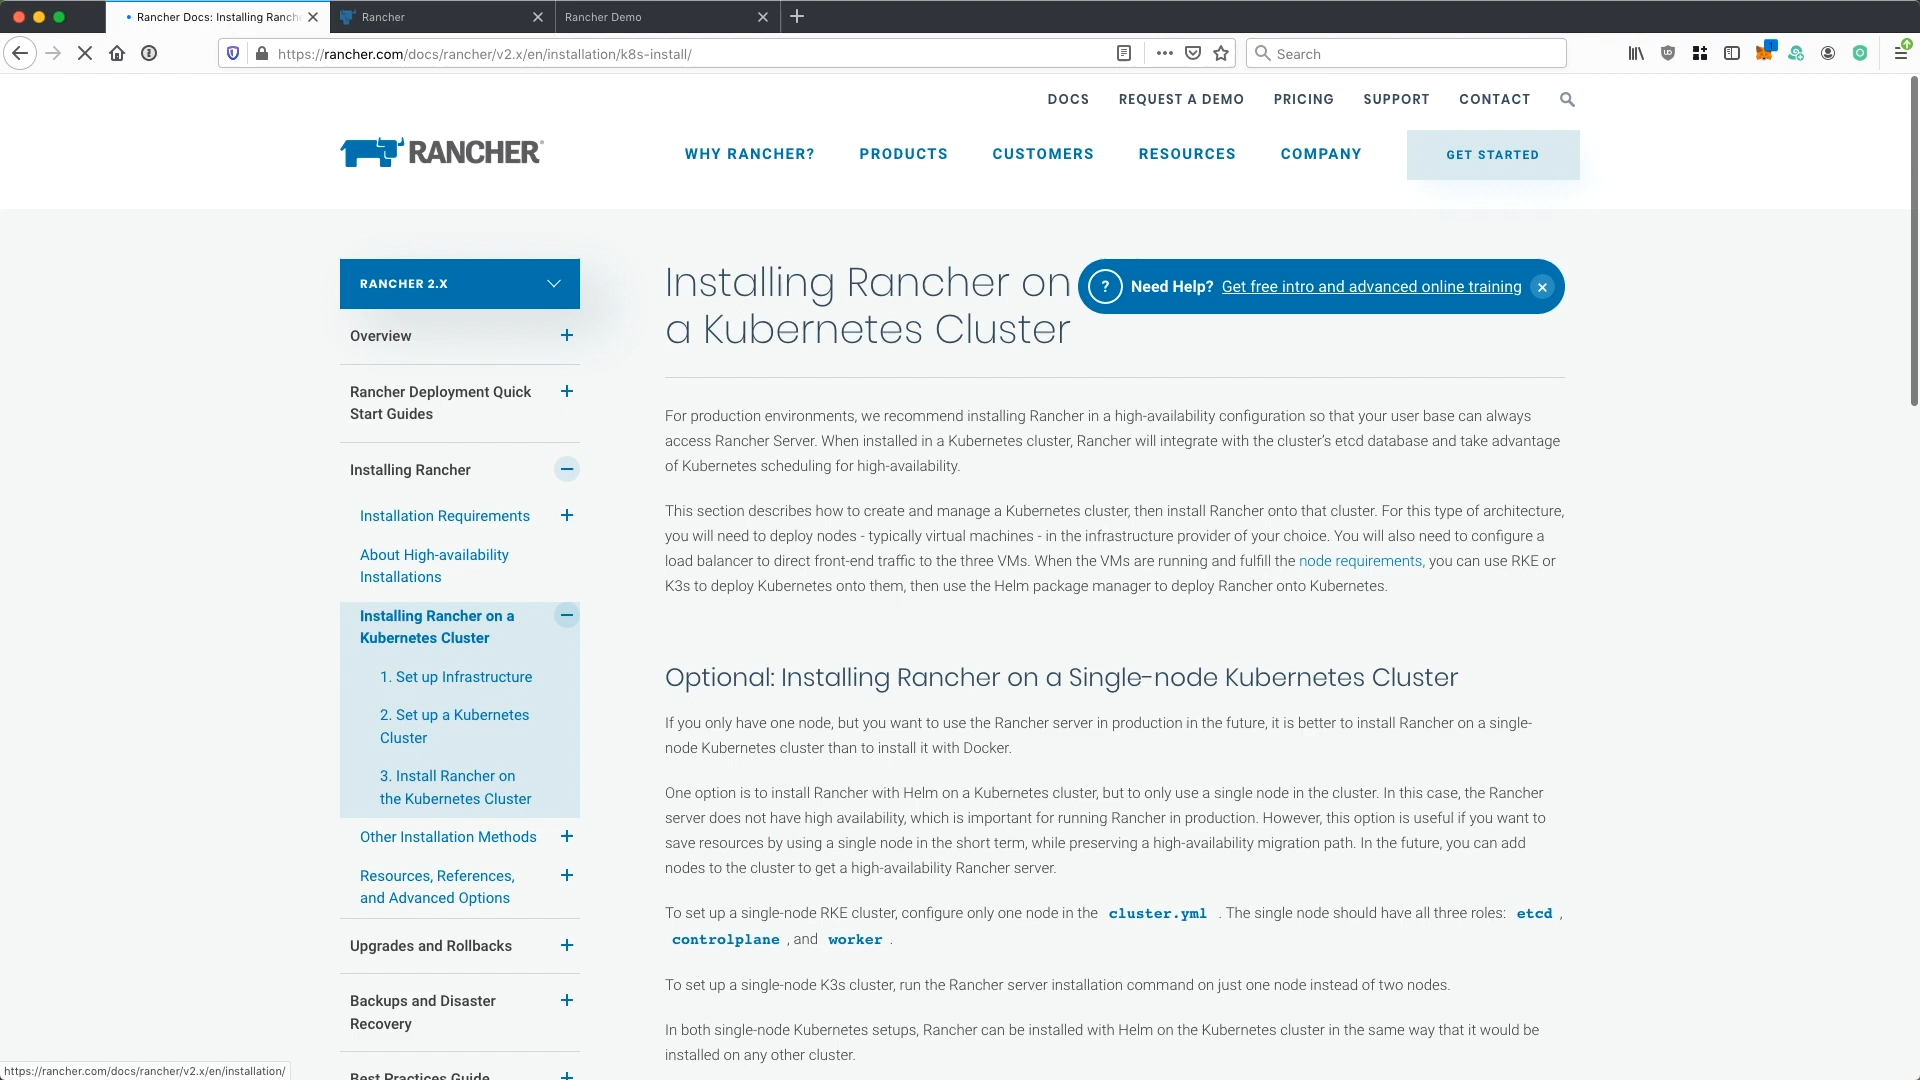 Rancher Docs: Installing Ranch
Rancher
Rancher Demo
https://rancher.com/docs/rancher/v2.x/en/installation/k8s-install/
Search
1
DOCS
REQUEST A DEMO
PRICING
SUPPORT
CONTACT
RANCHER
WHY RANCHER?
PRODUCTS
CUSTOMERS
RESOURCES
COMPANY
GET STARTED
RANCHER 2.X
Overview
Rancher Deployment Quick
Start Guides
Installing Rancher
Installation Requirements
About High-availability
Installations
Installing Rancher on a
Kubernetes Cluster
1. Set up Infrastructure
2. Set up a Kubernetes
Cluster
3. Install Rancher on
the Kubernetes Cluster
Other Installation Methods
Resources, References,
and Advanced Options
Upgrades and Rollbacks
Backups and Disaster
Recovery
Best Practices Guide
Installing Rancher on
a Kubernetes Cluster
? Need Help? Get free intro and advanced online training
For production environments, we recommend installing Rancher in a high-availability configuration so that your user base can always
access Rancher Server. When installed in a Kubernetes cluster, Rancher will integrate with the cluster’s etcd database and take advantage
of Kubernetes scheduling for high-availability.
This section describes how to create and manage a Kubernetes cluster, then install Rancher onto that cluster. For this type of architecture,
you will need to deploy nodes - typically virtual machines - in the infrastructure provider of your choice. You will also need to configure a
load balancer to direct front-end traffic to the three VMs. When the VMs are running and fulfill the node requirements, you can use RKE or
K3s to deploy Kubernetes onto them, then use the Helm package manager to deploy Rancher onto Kubernetes.
Optional: Installing Rancher on a Single-node Kubernetes Cluster
If you only have one node, but you want to use the Rancher server in production in the future, it is better to install Rancher on a single-
node Kubernetes cluster than to install it with Docker.
One option is to install Rancher with Helm on a Kubernetes cluster, but to only use a single node in the cluster. In this case, the Rancher
server does not have high availability, which is important for running Rancher in production. However, this option is useful if you want to
save resources by using a single node in the short term, while preserving a high-availability migration path. In the future, you can add
nodes to the cluster to get a high-availability Rancher server.
To set up a single-node RKE cluster, configure only one node in the cluster.yml . The single node should have all three roles: etcd ,
controlplane , and worker .
To set up a single-node K3s cluster, run the Rancher server installation command on just one node instead of two nodes.
In both single-node Kubernetes setups, Rancher can be installed with Helm on the Kubernetes cluster in the same way that it would be
installed on any other cluster.
https://rancher.com/docs/rancher/v2.x/en/installation/